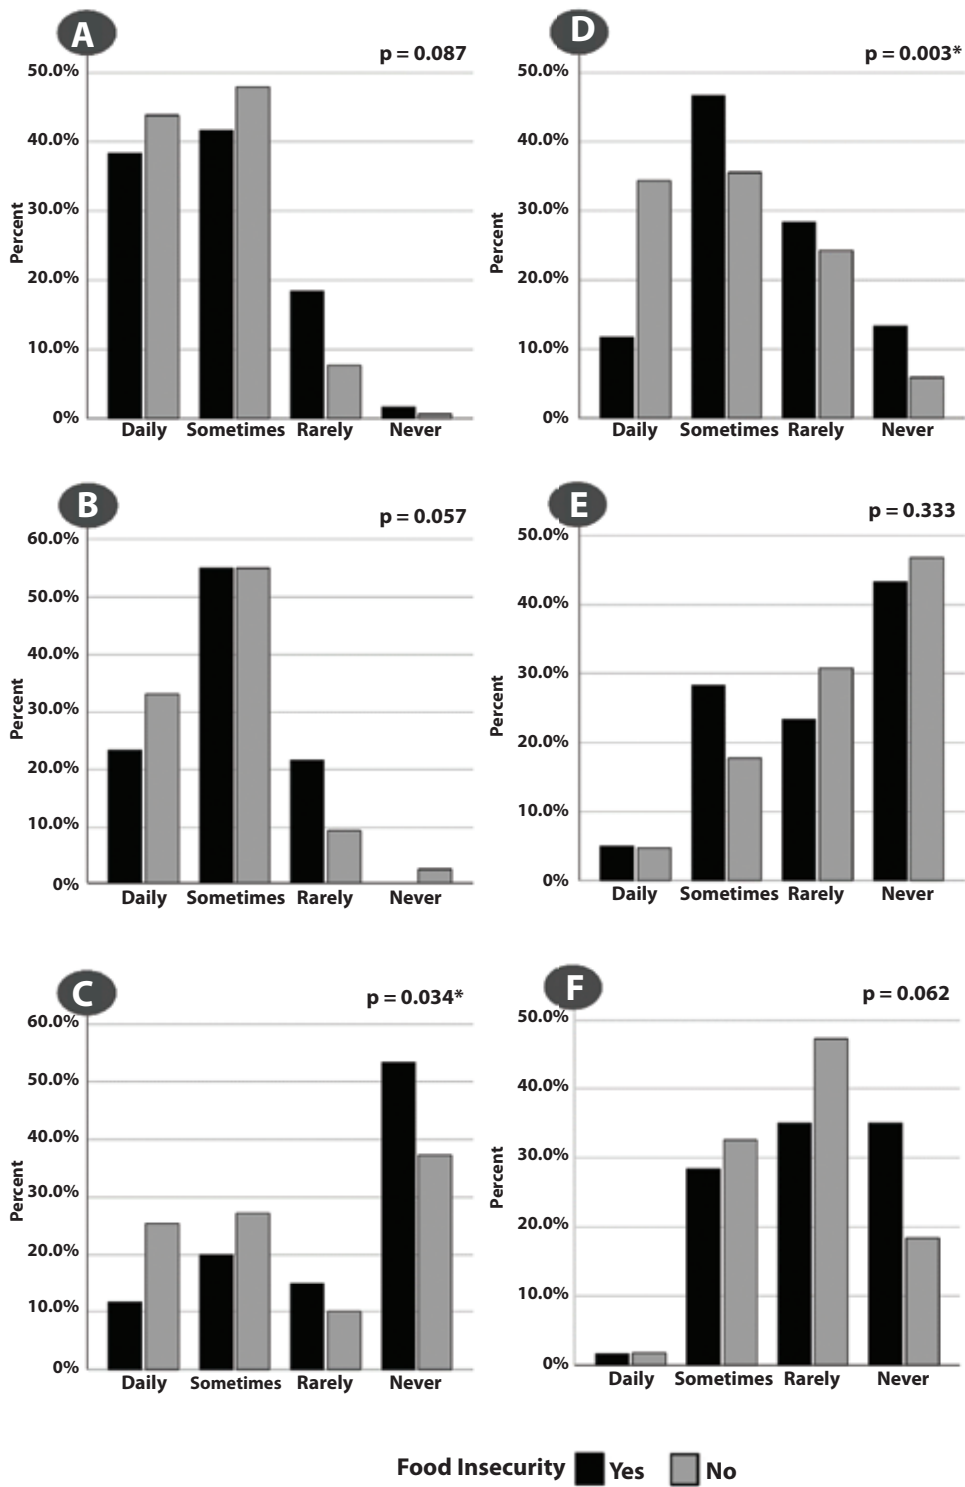 A
p = 0.087
50.0%
40.0%
30.0%
20.0%
10.0%
0%
Percent
Daily Sometimes Rarely Never
D
p = 0.003*
50.0%
40.0%
30.0%
20.0%
10.0%
0%
Percent
Daily Sometimes Rarely Never
B
p = 0.057
60.0%
50.0%
40.0%
30.0%
20.0%
10.0%
0%
Percent
Daily Sometimes Rarely Never
E
p = 0.333
50.0%
40.0%
30.0%
20.0%
10.0%
0%
Percent
Daily Sometimes Rarely Never
C
p = 0.034*
60.0%
50.0%
40.0%
30.0%
20.0%
10.0%
0%
Percent
Daily Sometimes Rarely Never
F
p = 0.062
50.0%
40.0%
30.0%
20.0%
10.0%
0%
Percent
Daily Sometimes Rarely Never
Food Insecurity Yes No